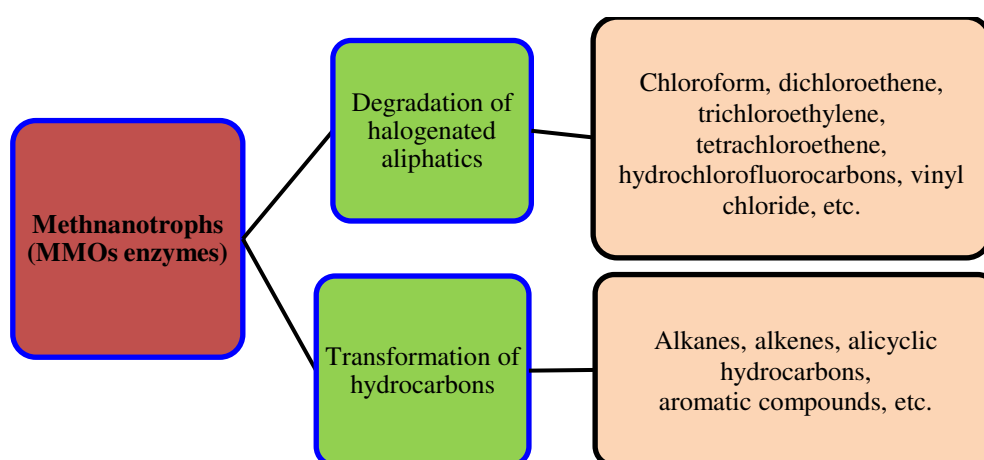 Methnanotrophs
(MMOs enzymes)
Degradation of
halogenated
aliphatics
Chloroform, dichloroethene,
trichloroethylene,
tetrachloroethene,
hydrochlorofluorocarbons, vinyl
chloride, etc.
Transformation of
hydrocarbons
Alkanes, alkenes, alicyclic
hydrocarbons,
aromatic compounds, etc.